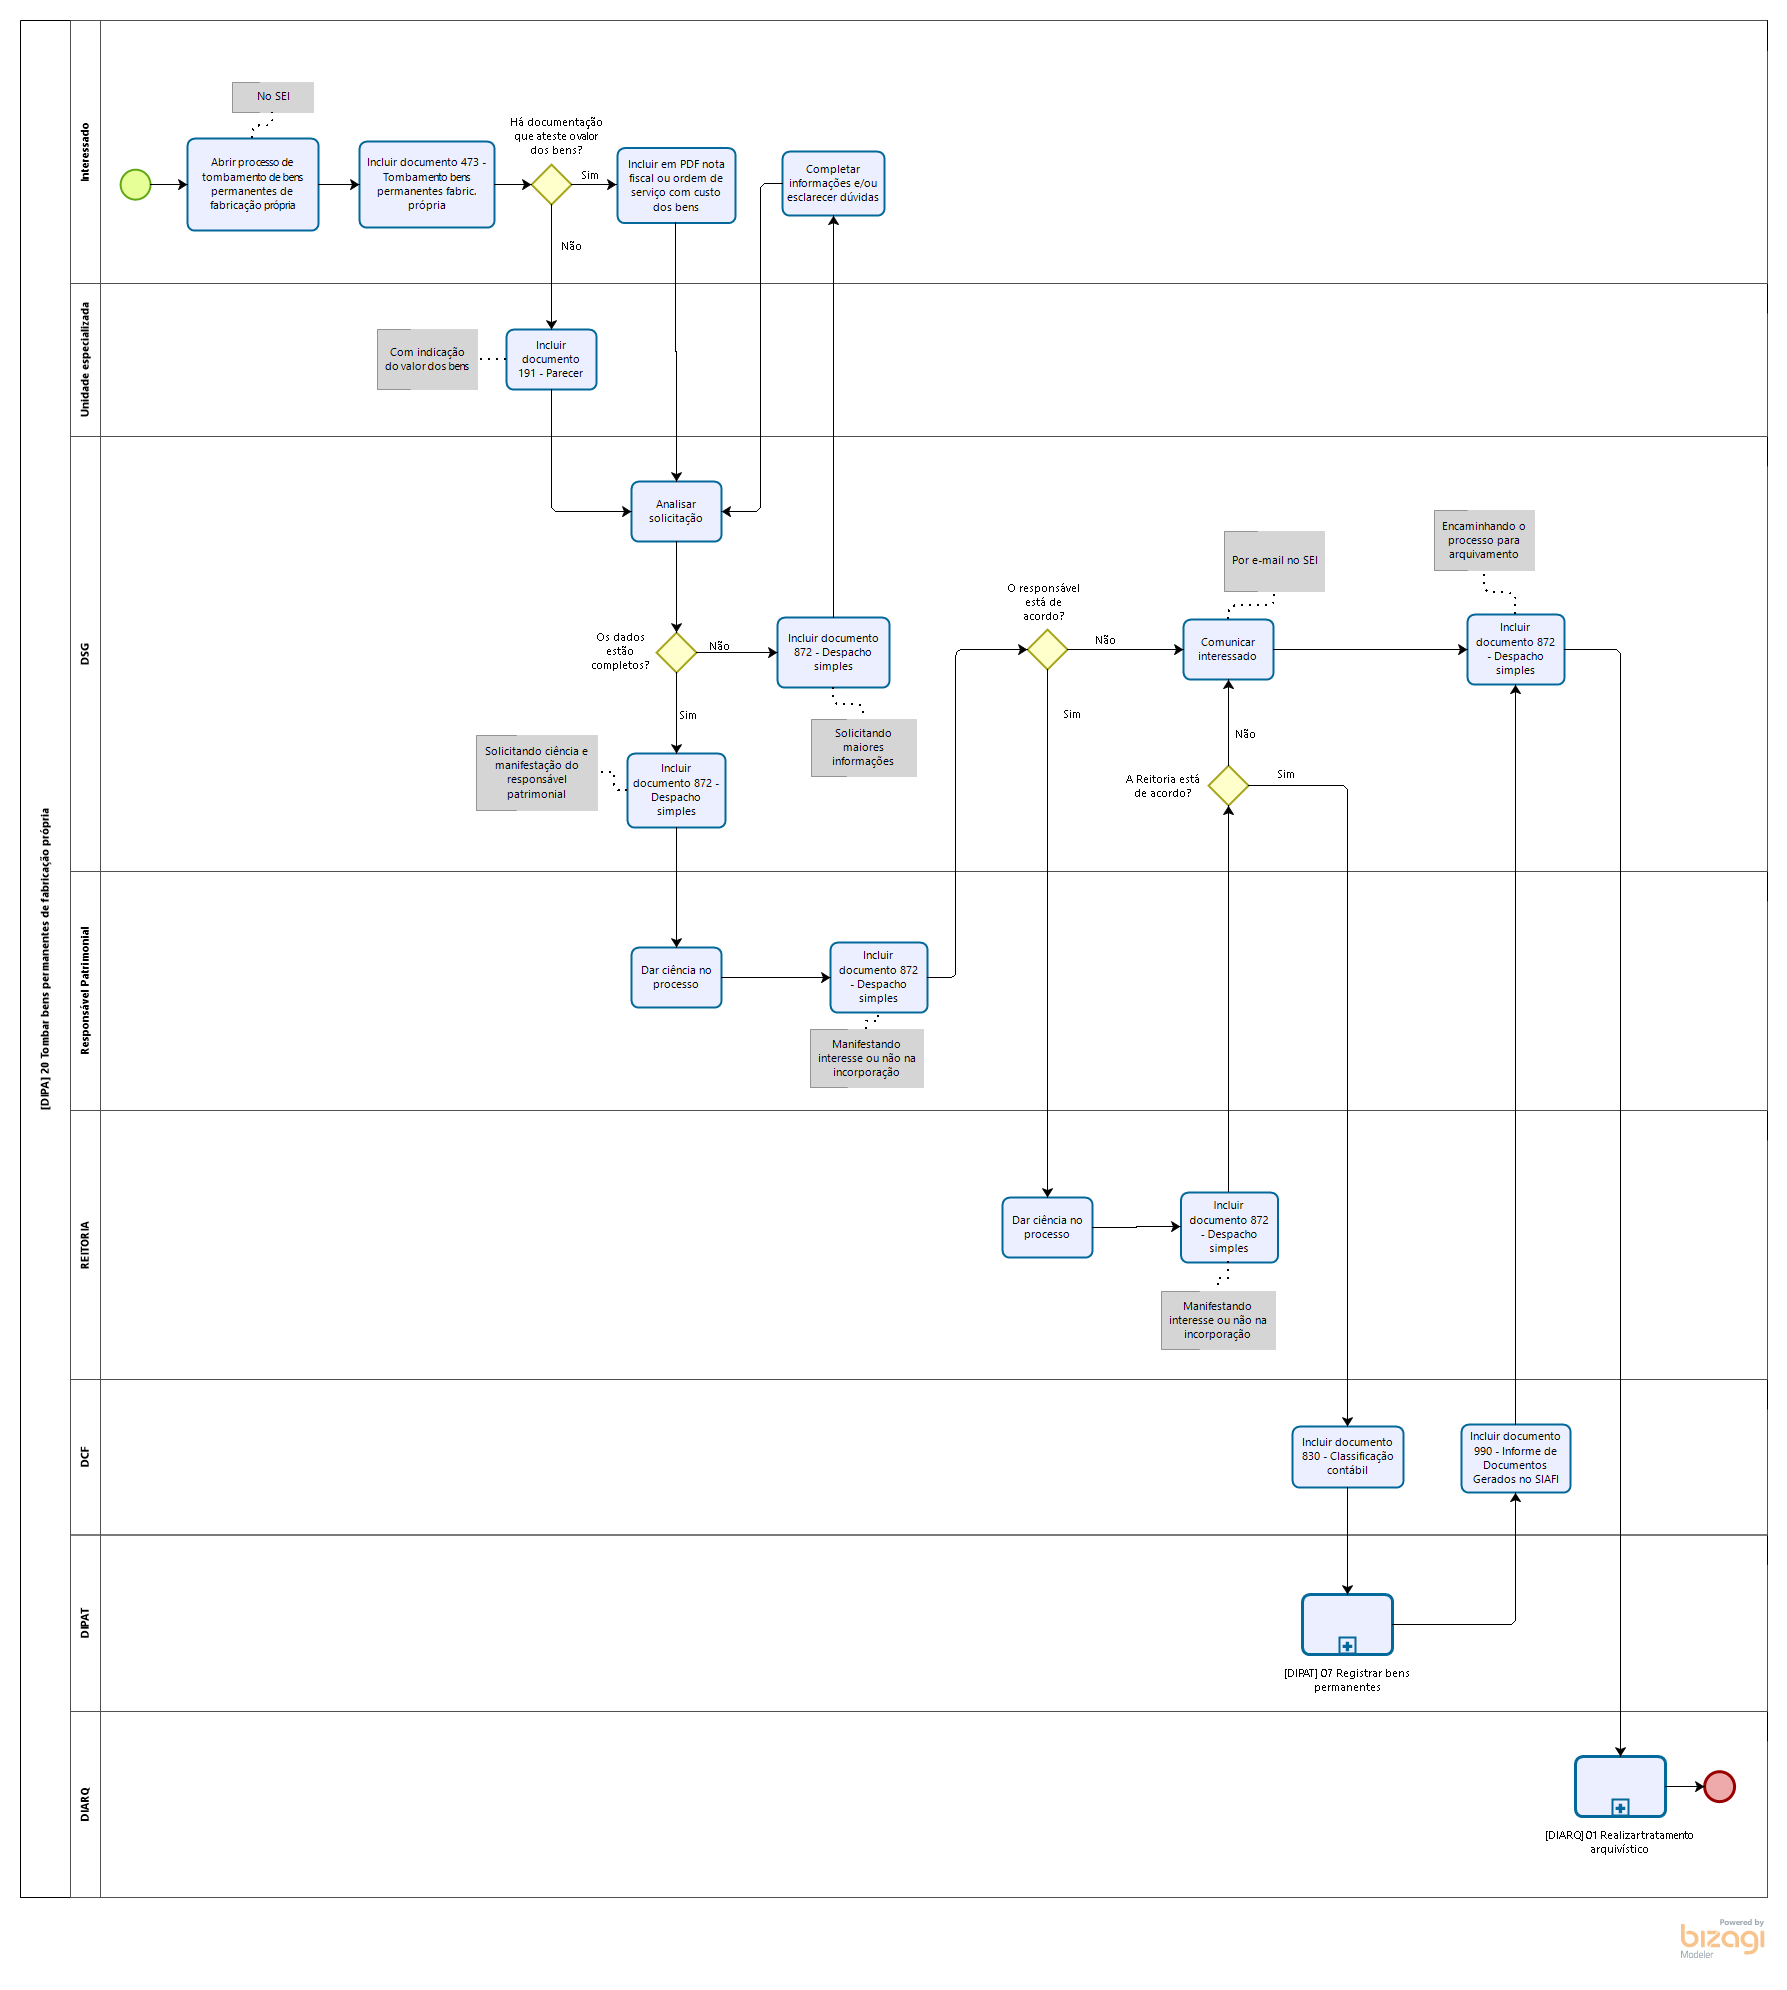 [DIPA] 20 Tombar bens permanentes de fabricação própria
Interessado
No SEI
Abrir processo de
tombamento de bens
permanentes de
fabricação própria
Incluir documento 473 -
Tombamento bens
permanentes fabric.
própria
Há documentação
que ateste o valor
dos bens?
Sim
Não
Incluir em PDF nota
fiscal ou ordem de
serviço com custo
dos bens
Completar
informações e/ou
esclarecer dúvidas
Unidade especializada
Com indicação
do valor dos bens
Incluir
documento
191 - Parecer
DSG
Analisar
solicitação
Os dados
estão
completos?
Não
Sim
Incluir documento
872 - Despacho
simples
Solicitando
maiores
informações
Solicitando ciência e
manifestação do
responsável
patrimonial
Incluir
documento 872 -
Despacho
simples
O responsável
está de
acordo?
Não
Sim
Por e-mail no SEI
Comunicar
interessado
Não
A Reitoria está
de acordo?
Sim
Encaminhando o
processo para
arquivamento
Incluir
documento 872
- Despacho
simples
Responsável Patrimonial
Dar ciência no
processo
Incluir
documento 872
- Despacho
simples
Manifestando
interesse ou não na
incorporação
REITORIA
Dar ciência no
processo
Incluir
documento 872
- Despacho
simples
Manifestando
interesse ou não na
incorporação
DCF
Incluir documento
830 - Classificação
contábil
Incluir documento
990 - Informe de
Documentos
Gerados no SIAFI
DIPAT
[DIPAT] 07 Registrar bens
permanentes
DIARQ
[DIARQ] 01 Realizar tratamento
arquivístico
Powered by
bizagi
Modeler